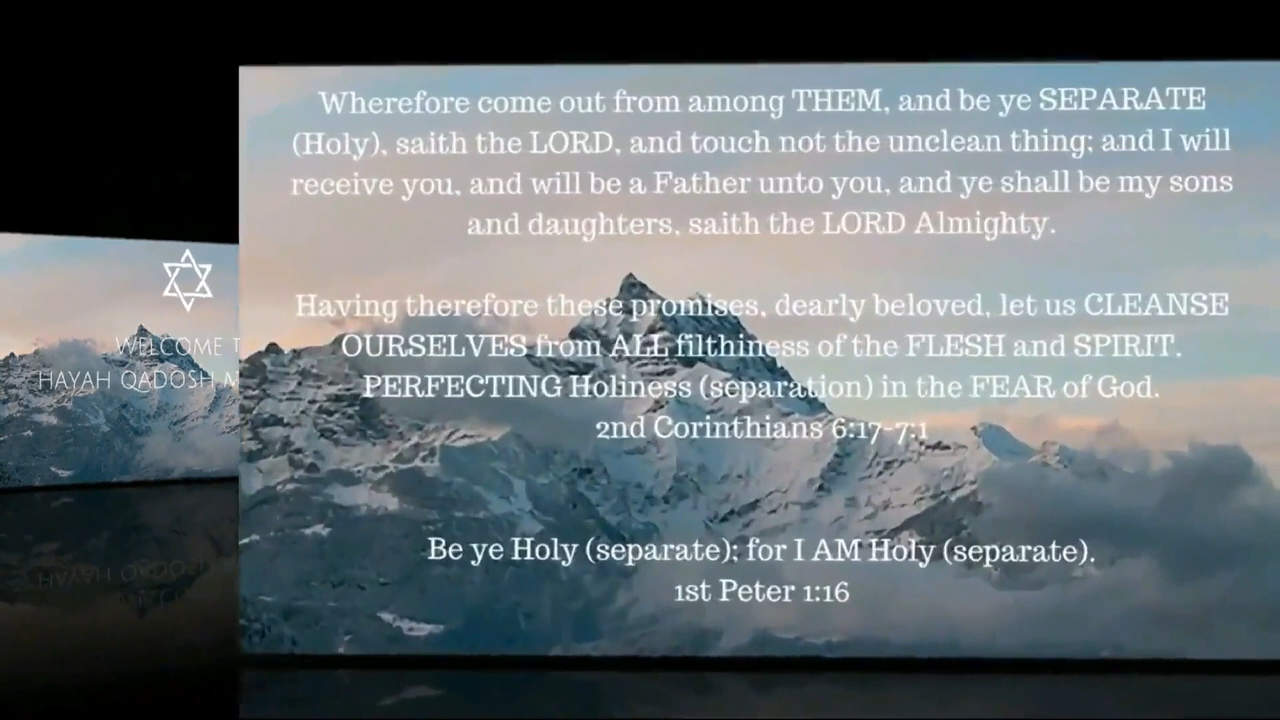 Wherefore come out from among THEM, and be ye SEPARATE
(Holy), saith the LORD, and touch not the unclean thing; and I will
receive you, and will be a Father unto you, and ye shall be my sons
and daughters, saith the LORD Almighty.
Having therefore these promises, dearly beloved, let us CLEANSE
OURSELVES from ALL filthiness of the FLESH and SPIRIT.
PERFECTING Holiness (separation) in the FEAR of God.
2nd Corinthians 6:17-7:1
Be ye Holy (separate); for I AM Holy (separate).
1st Peter 1:16
WELCOME T
HAYAH QADOSH M